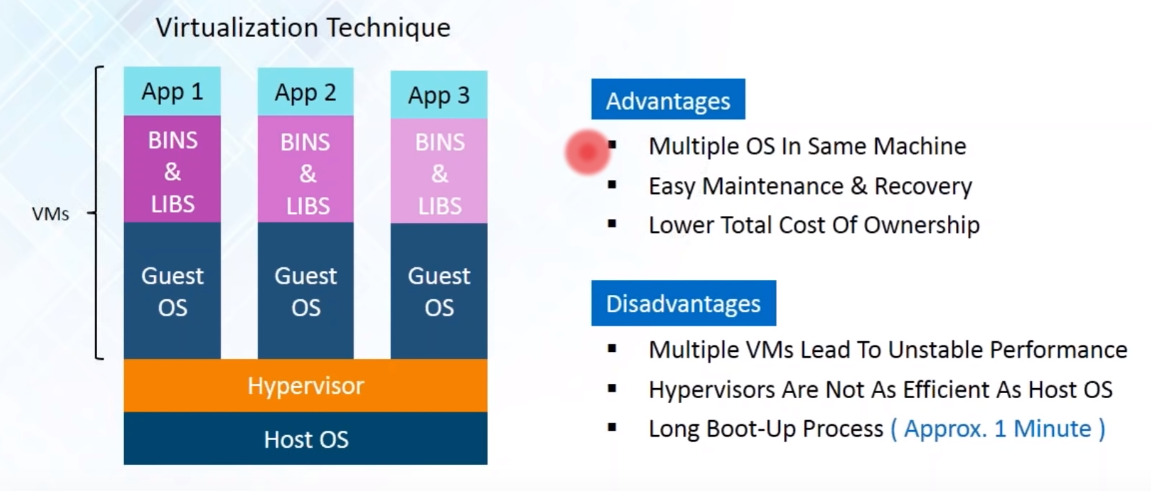 Virtualization Technique
App 1
App 2
App 3
BINS
&
LIBS
BINS
&
LIBS
BINS
&
LIBS
VMs
Guest
OS
Guest
OS
Guest
OS
Hypervisor
Host OS
Advantages
▪ Multiple OS In Same Machine
▪ Easy Maintenance & Recovery
▪ Lower Total Cost Of Ownership
Disadvantages
▪ Multiple VMs Lead To Unstable Performance
▪ Hypervisors Are Not As Efficient As Host OS
▪ Long Boot-Up Process ( Approx. 1 Minute )